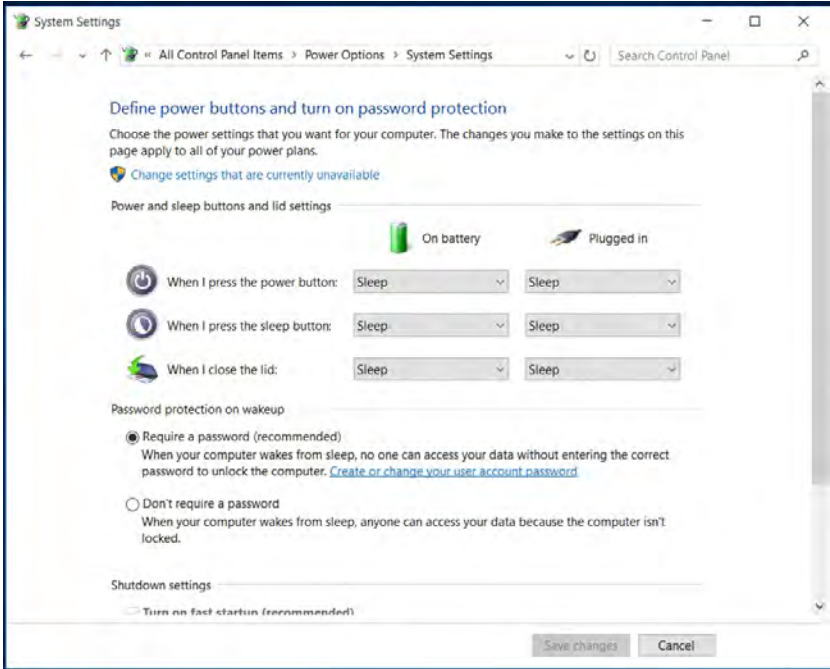 System Settings
« All Control Panel Items > Power Options > System Settings
Search Control Panel
Define power buttons and turn on password protection
Choose the power settings that you want for your computer. The changes you make to the settings on this
page apply to all of your power plans.
Change settings that are currently unavailable
Power and sleep buttons and lid settings
On battery Plugged in
When I press the power button: Sleep Sleep
When I press the sleep button: Sleep Sleep
When I close the lid: Sleep Sleep
Password protection on wakeup
Require a password (recommended)
When your computer wakes from sleep, no one can access your data without entering the correct
password to unlock the computer. Create or change your user account password
Don't require a password
When your computer wakes from sleep, anyone can access your data because the computer isn't
locked.
Shutdown settings
Turn on fast startup (recommended)
Save changes Cancel